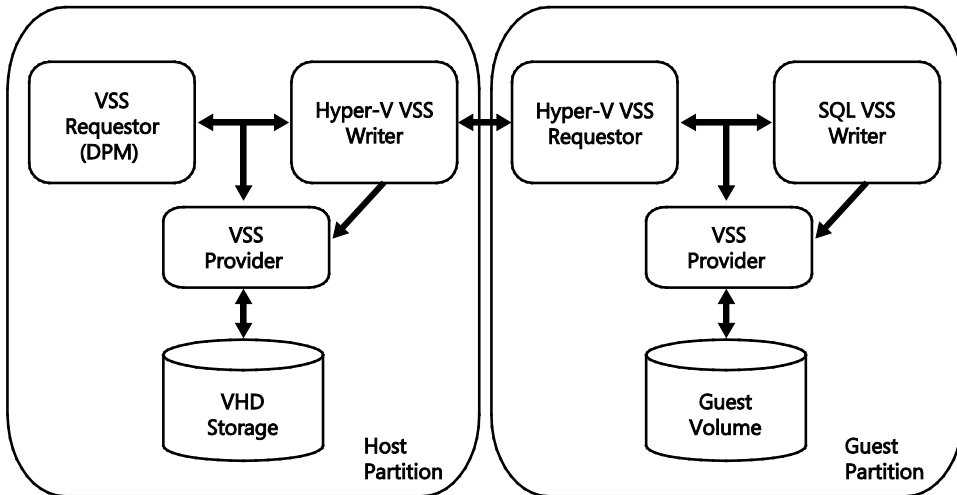 VSS
Requestor
(DPM)
Hyper-V VSS
Writer
VSS
Provider
VHD
Storage
Host
Partition
Hyper-V VSS
Requestor
SQL VSS
Writer
VSS
Provider
Guest
Volume
Guest
Partition